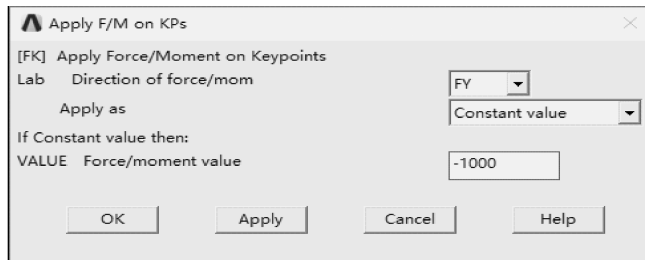 Apply F/M on KPs
[FK] Apply Force/Moment on Keypoints
Lab Direction of force/mom FY
Apply as Constant value
If Constant value then:
VALUE Force/moment value -1000
OK Apply Cancel Help